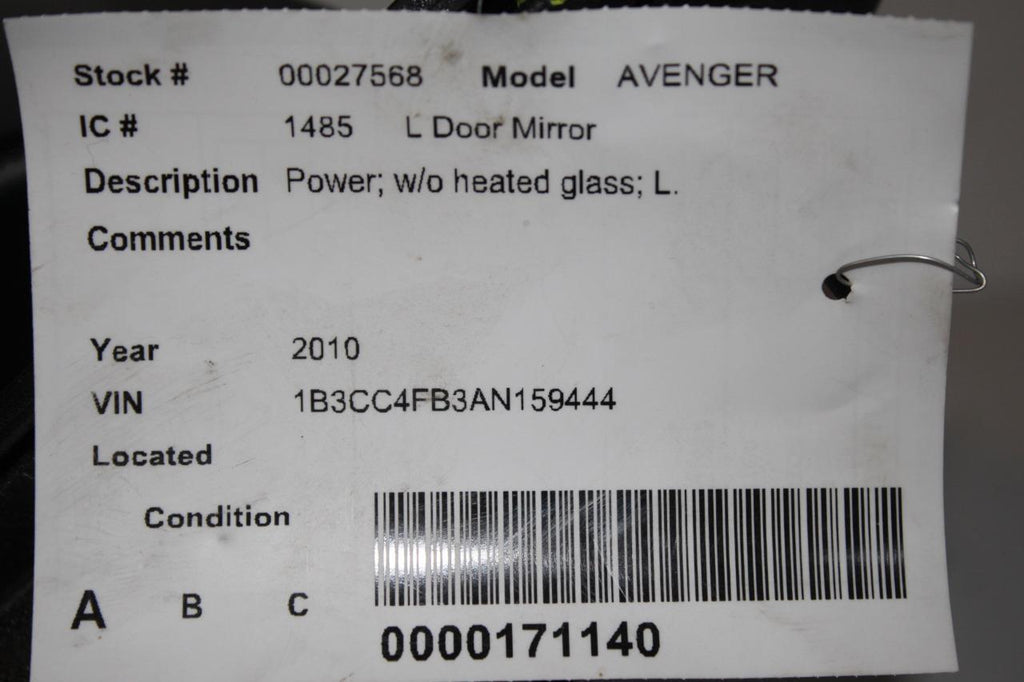 Stock # 00027568 Model AVENGER
IC # 1485 L Door Mirror
Description Power; w/o heated glass; L.
Comments
Year 2010
VIN 1B3CC4FB3AN159444
Located
Condition
A B C
0000171140